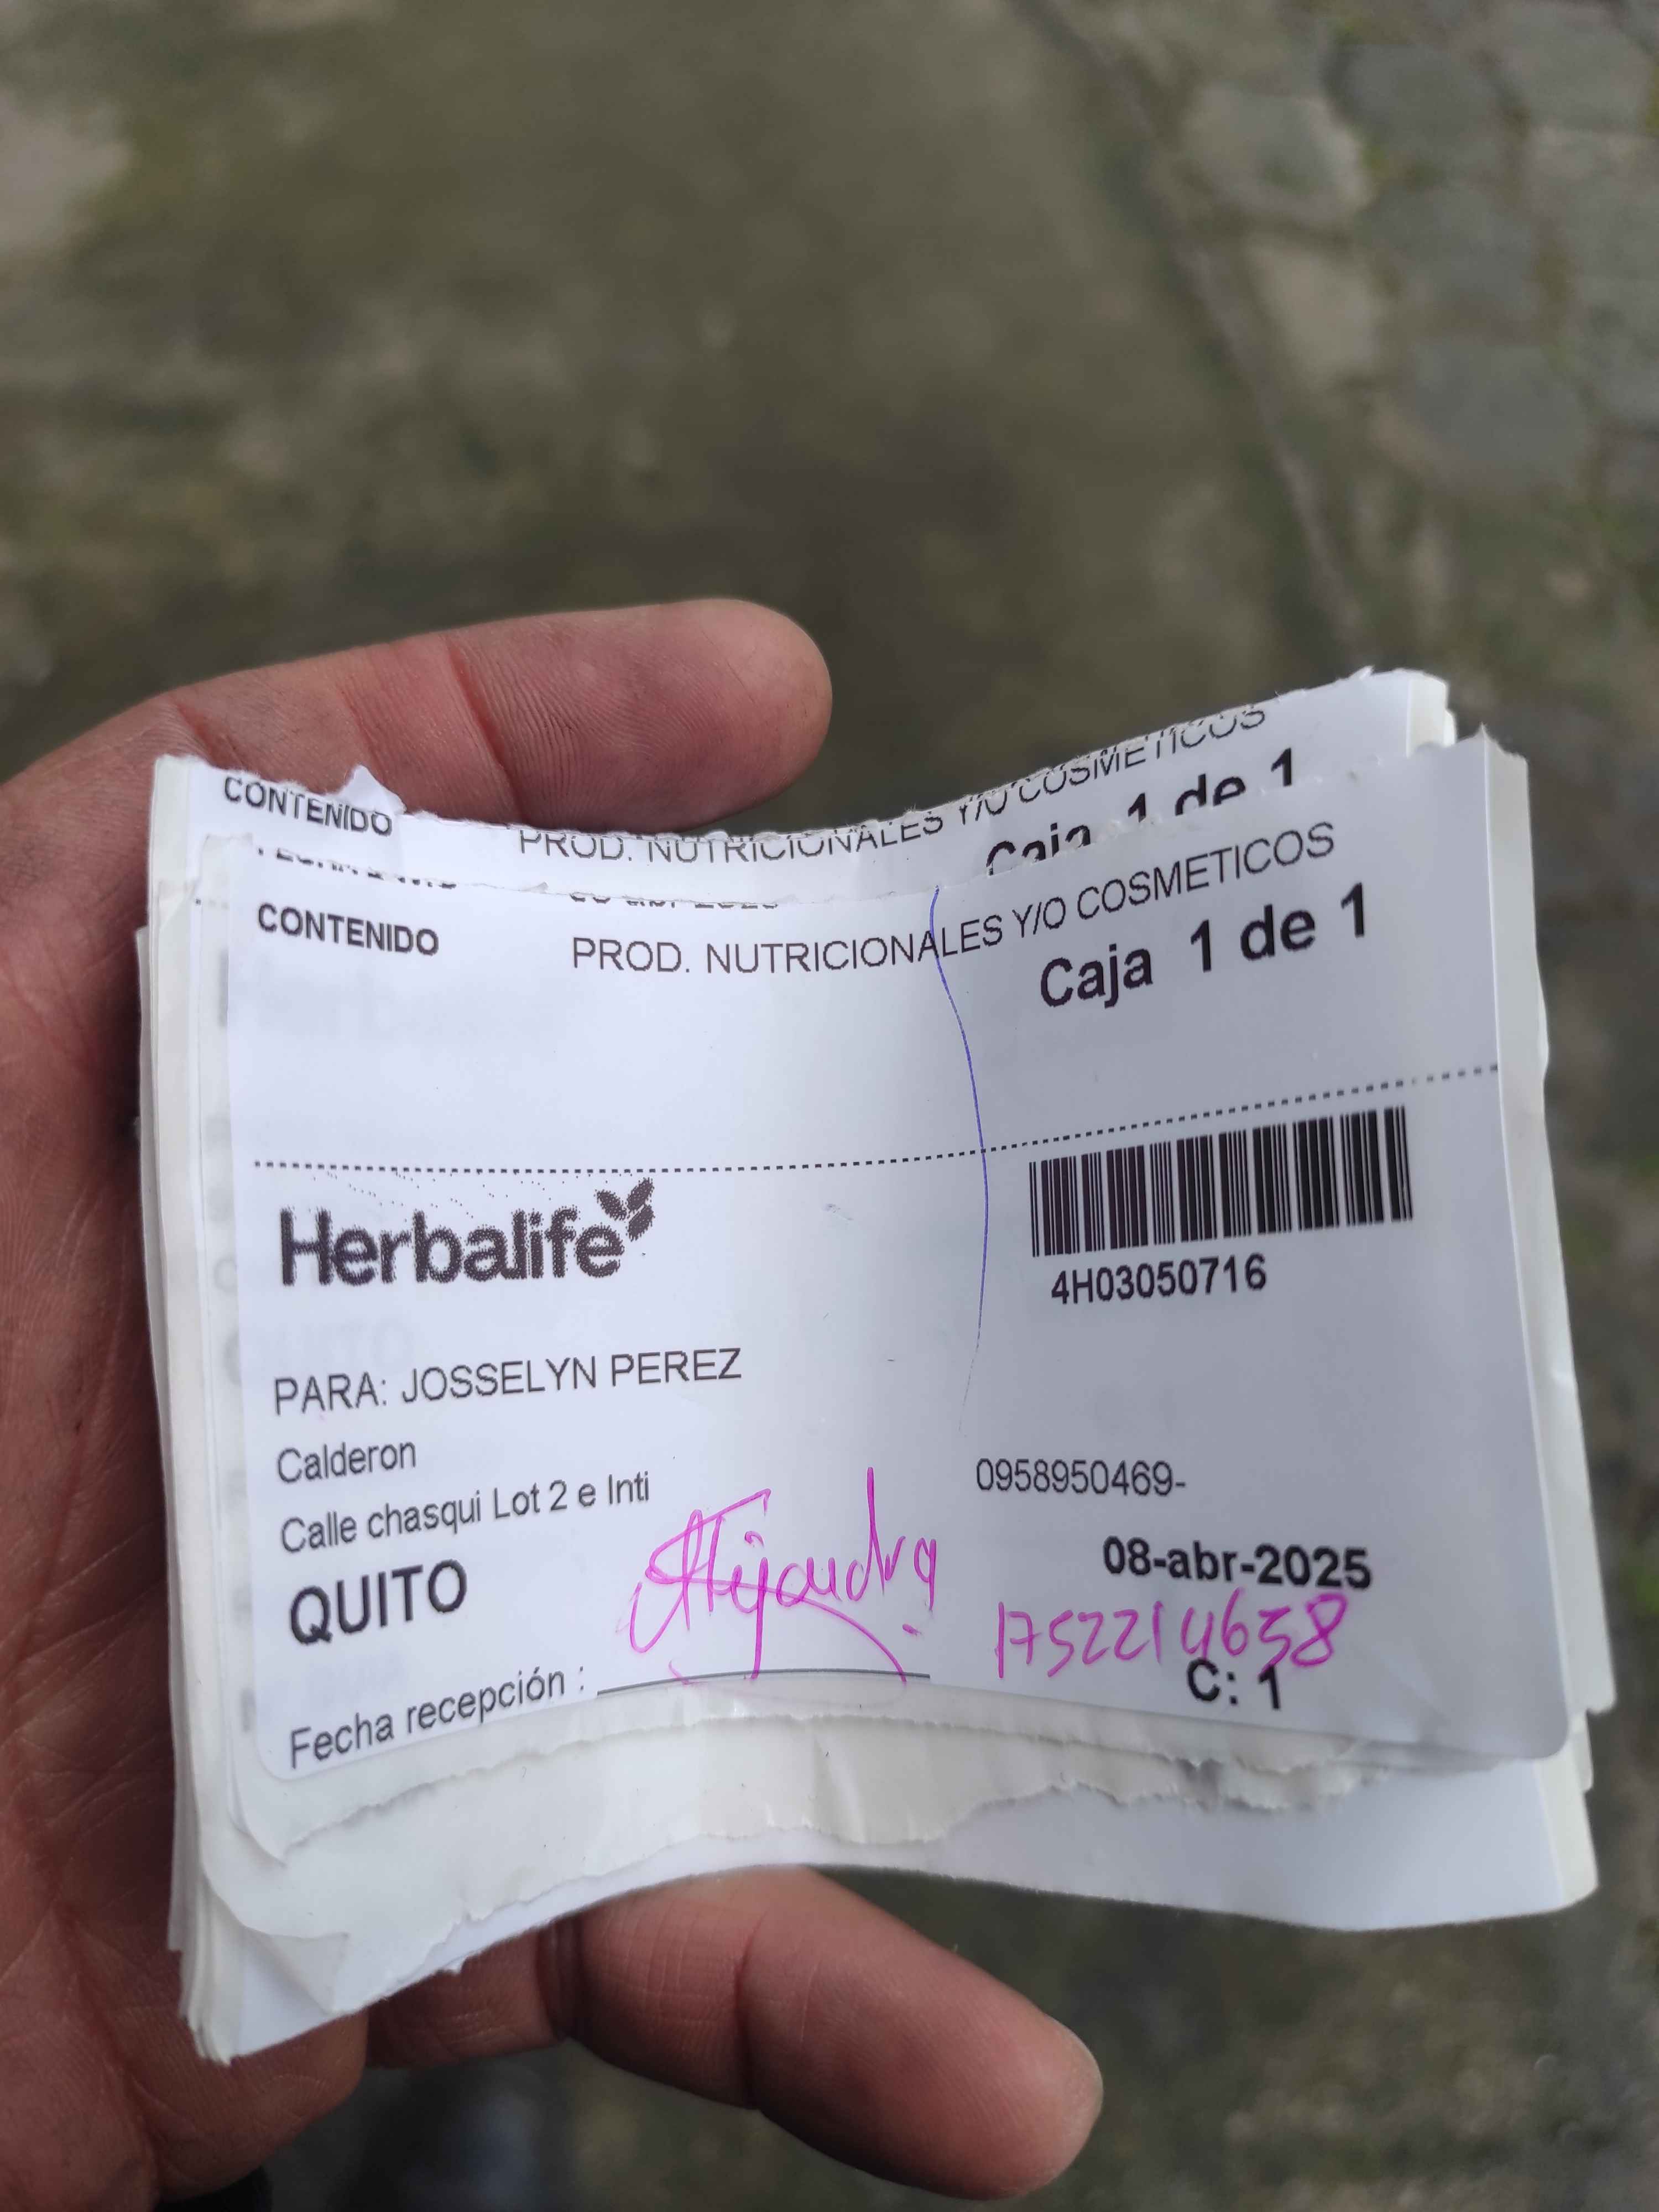 CONTENIDO PROD. NUTRICIONALES Y/O COSMETICOS
Caja 1 de 1
CONTENIDO PROD. NUTRICIONALES Y/O COSMETICOS
Caja 1 de 1
Herbalife
4H03050716
PARA: JOSSELYN PEREZ
Calderon
Calle chasqui Lot 2 e Inti 0958950469-
QUITO 08-abr-2025
Alejandra 1752214658
Fecha recepción : C: 1